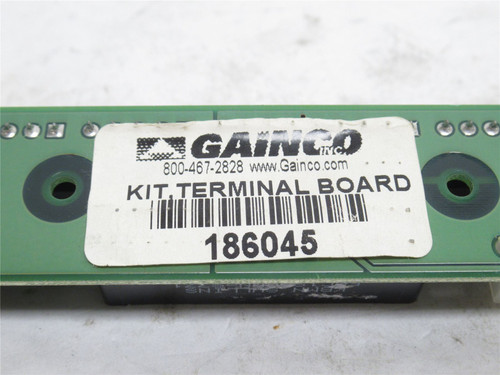 GAINCO INC.
800-467-2828 www.Gainco.com
KIT,TERMINAL BOARD
186045